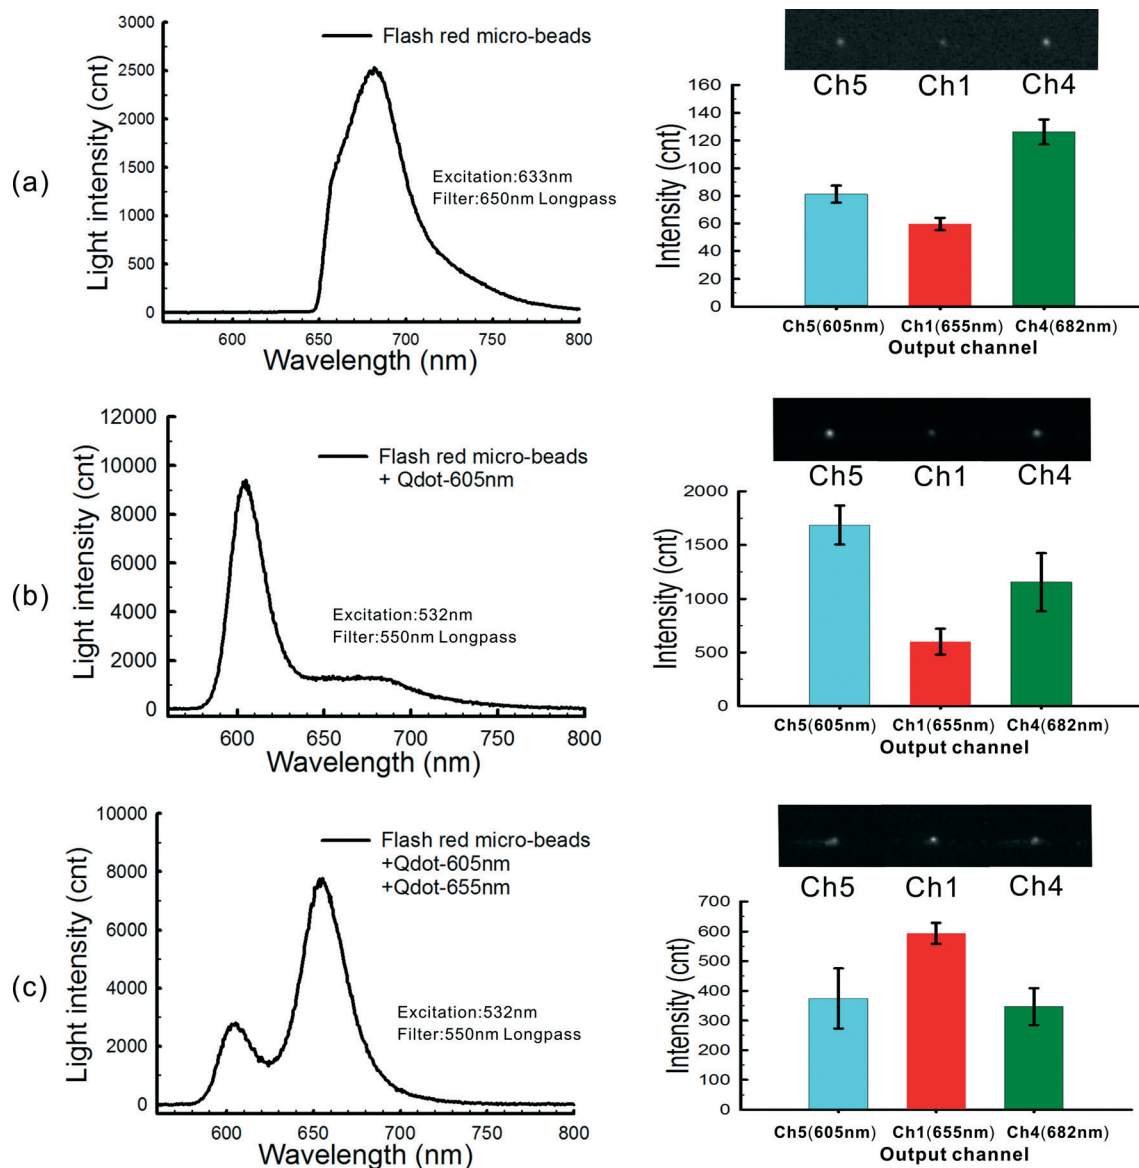 (a)
3000
2500
2000
1500
1000
500
0
Light intensity (cnt)
Flash red micro-beads
Excitation:633nm
Filter:650nm Longpass
600 650 700 750 800
Wavelength (nm)
Ch5 Ch1 Ch4
160
140
120
100
80
60
40
20
0
Intensity (cnt)
Ch5(605nm) Ch1(655nm) Ch4(682nm)
Output channel
(b)
12000
10000
8000
6000
4000
2000
0
Light intensity (cnt)
Flash red micro-beads
+ Qdot-605nm
Excitation:532nm
Filter:550nm Longpass
600 650 700 750 800
Wavelength (nm)
Ch5 Ch1 Ch4
2000
1500
1000
500
0
Intensity (cnt)
Ch5(605nm) Ch1(655nm) Ch4(682nm)
Output channel
(c)
10000
8000
6000
4000
2000
0
Light intensity (cnt)
Flash red micro-beads
+Qdot-605nm
+Qdot-655nm
Excitation:532nm
Filter:550nm Longpass
600 650 700 750 800
Wavelength (nm)
Ch5 Ch1 Ch4
700
600
500
400
300
200
100
0
Intensity (cnt)
Ch5(605nm) Ch1(655nm) Ch4(682nm)
Output channel